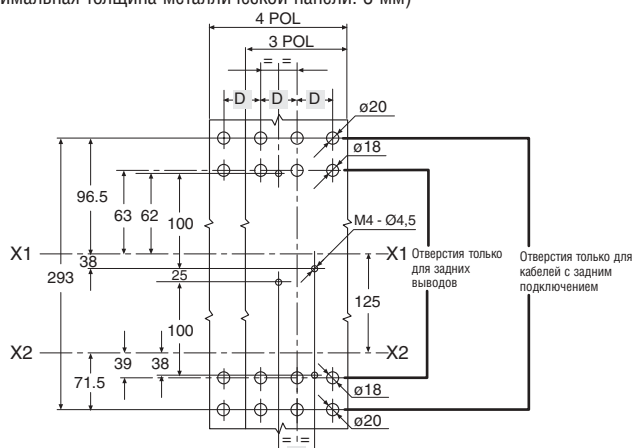 толщина металлической панели: 3 мм)
4 POL
3 POL
= =
D D D
ø20
ø18
96.5
63 62 100
M4 - Ø4,5
X1 X1
38
25
293
Отверстия только
для задних
выводов
Отверстия только для
кабелей с задним
подключением
125
100
X2 X2
39 38
71.5
ø18
ø20
= =